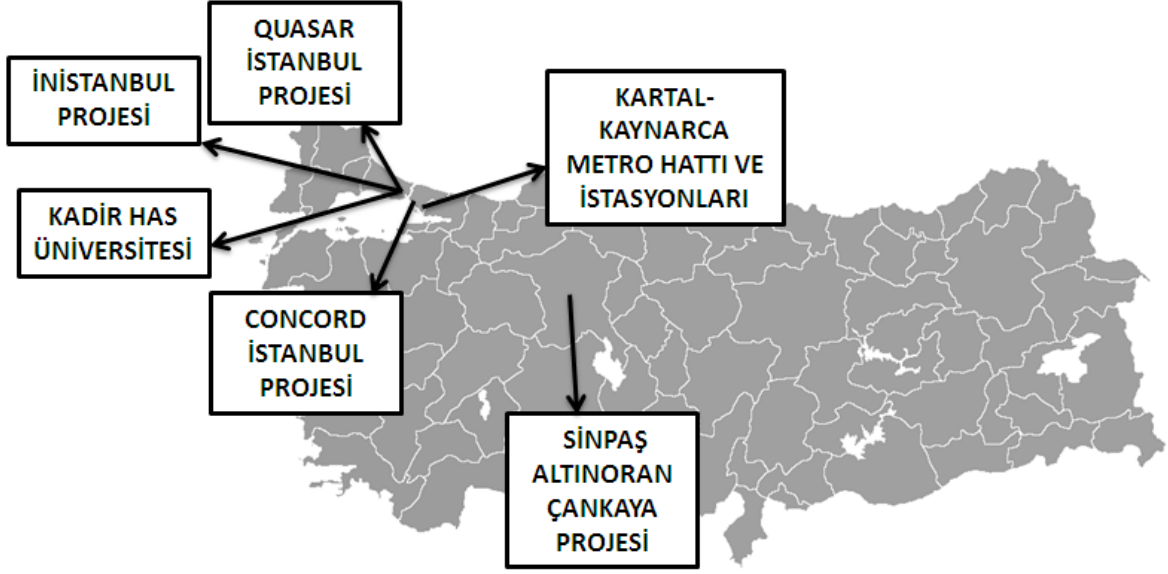 QUASAR
İSTANBUL
PROJESİ
İNİSTANBUL
PROJESİ
KARTAL-
KAYNARCA
METRO HATTI VE
İSTASYONLARI
KADİR HAS
ÜNİVERSİTESİ
CONCORD
İSTANBUL
PROJESİ
SİNPAŞ
ALTINORAN
ÇANKAYA
PROJESİ